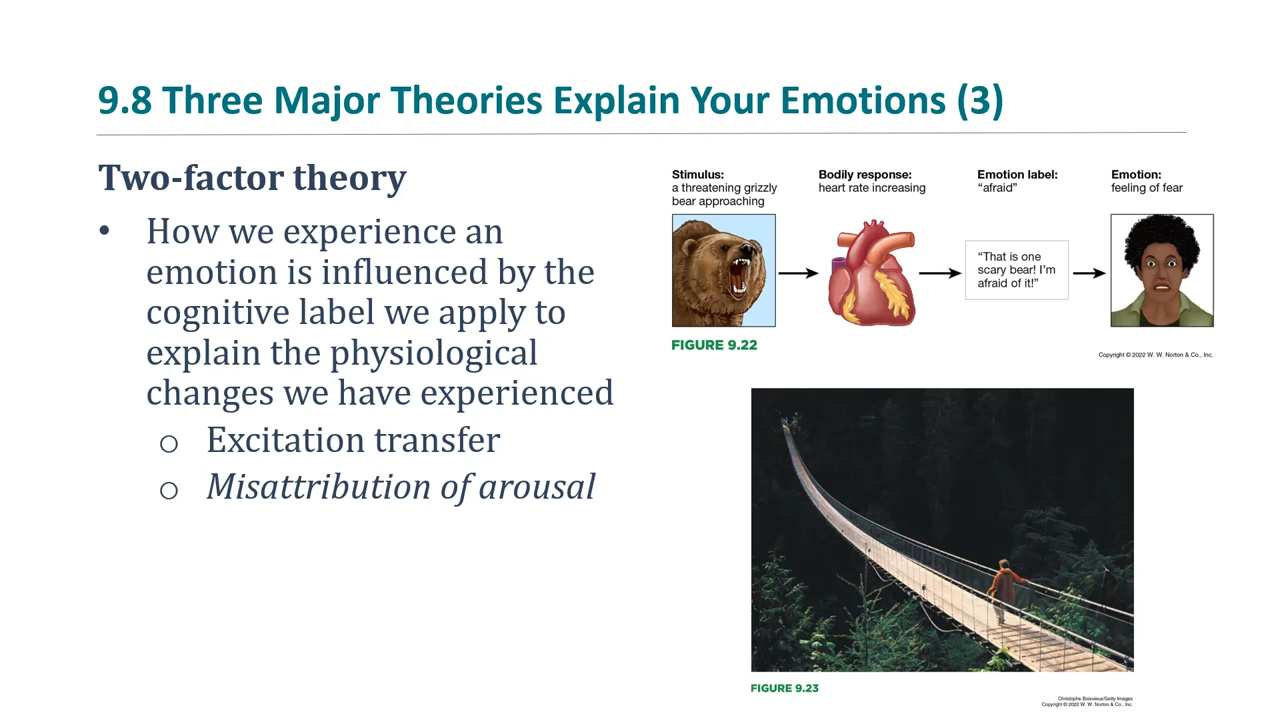 9.8 Three Major Theories Explain Your Emotions (3)
Two-factor theory
• How we experience an
emotion is influenced by the
cognitive label we apply to
explain the physiological
changes we have experienced
o Excitation transfer
o Misattribution of arousal
Stimulus:
a threatening grizzly
bear approaching
Bodily response:
heart rate increasing
Emotion label:
“afraid”
Emotion:
feeling of fear
“That is one
scary bear! I’m
afraid of it!”
FIGURE 9.22
Copyright © 2022 W. W. Norton & Co., Inc.
FIGURE 9.23
Christophe Boisvieux/Getty Images
Copyright © 2022 W. W. Norton & Co., Inc.